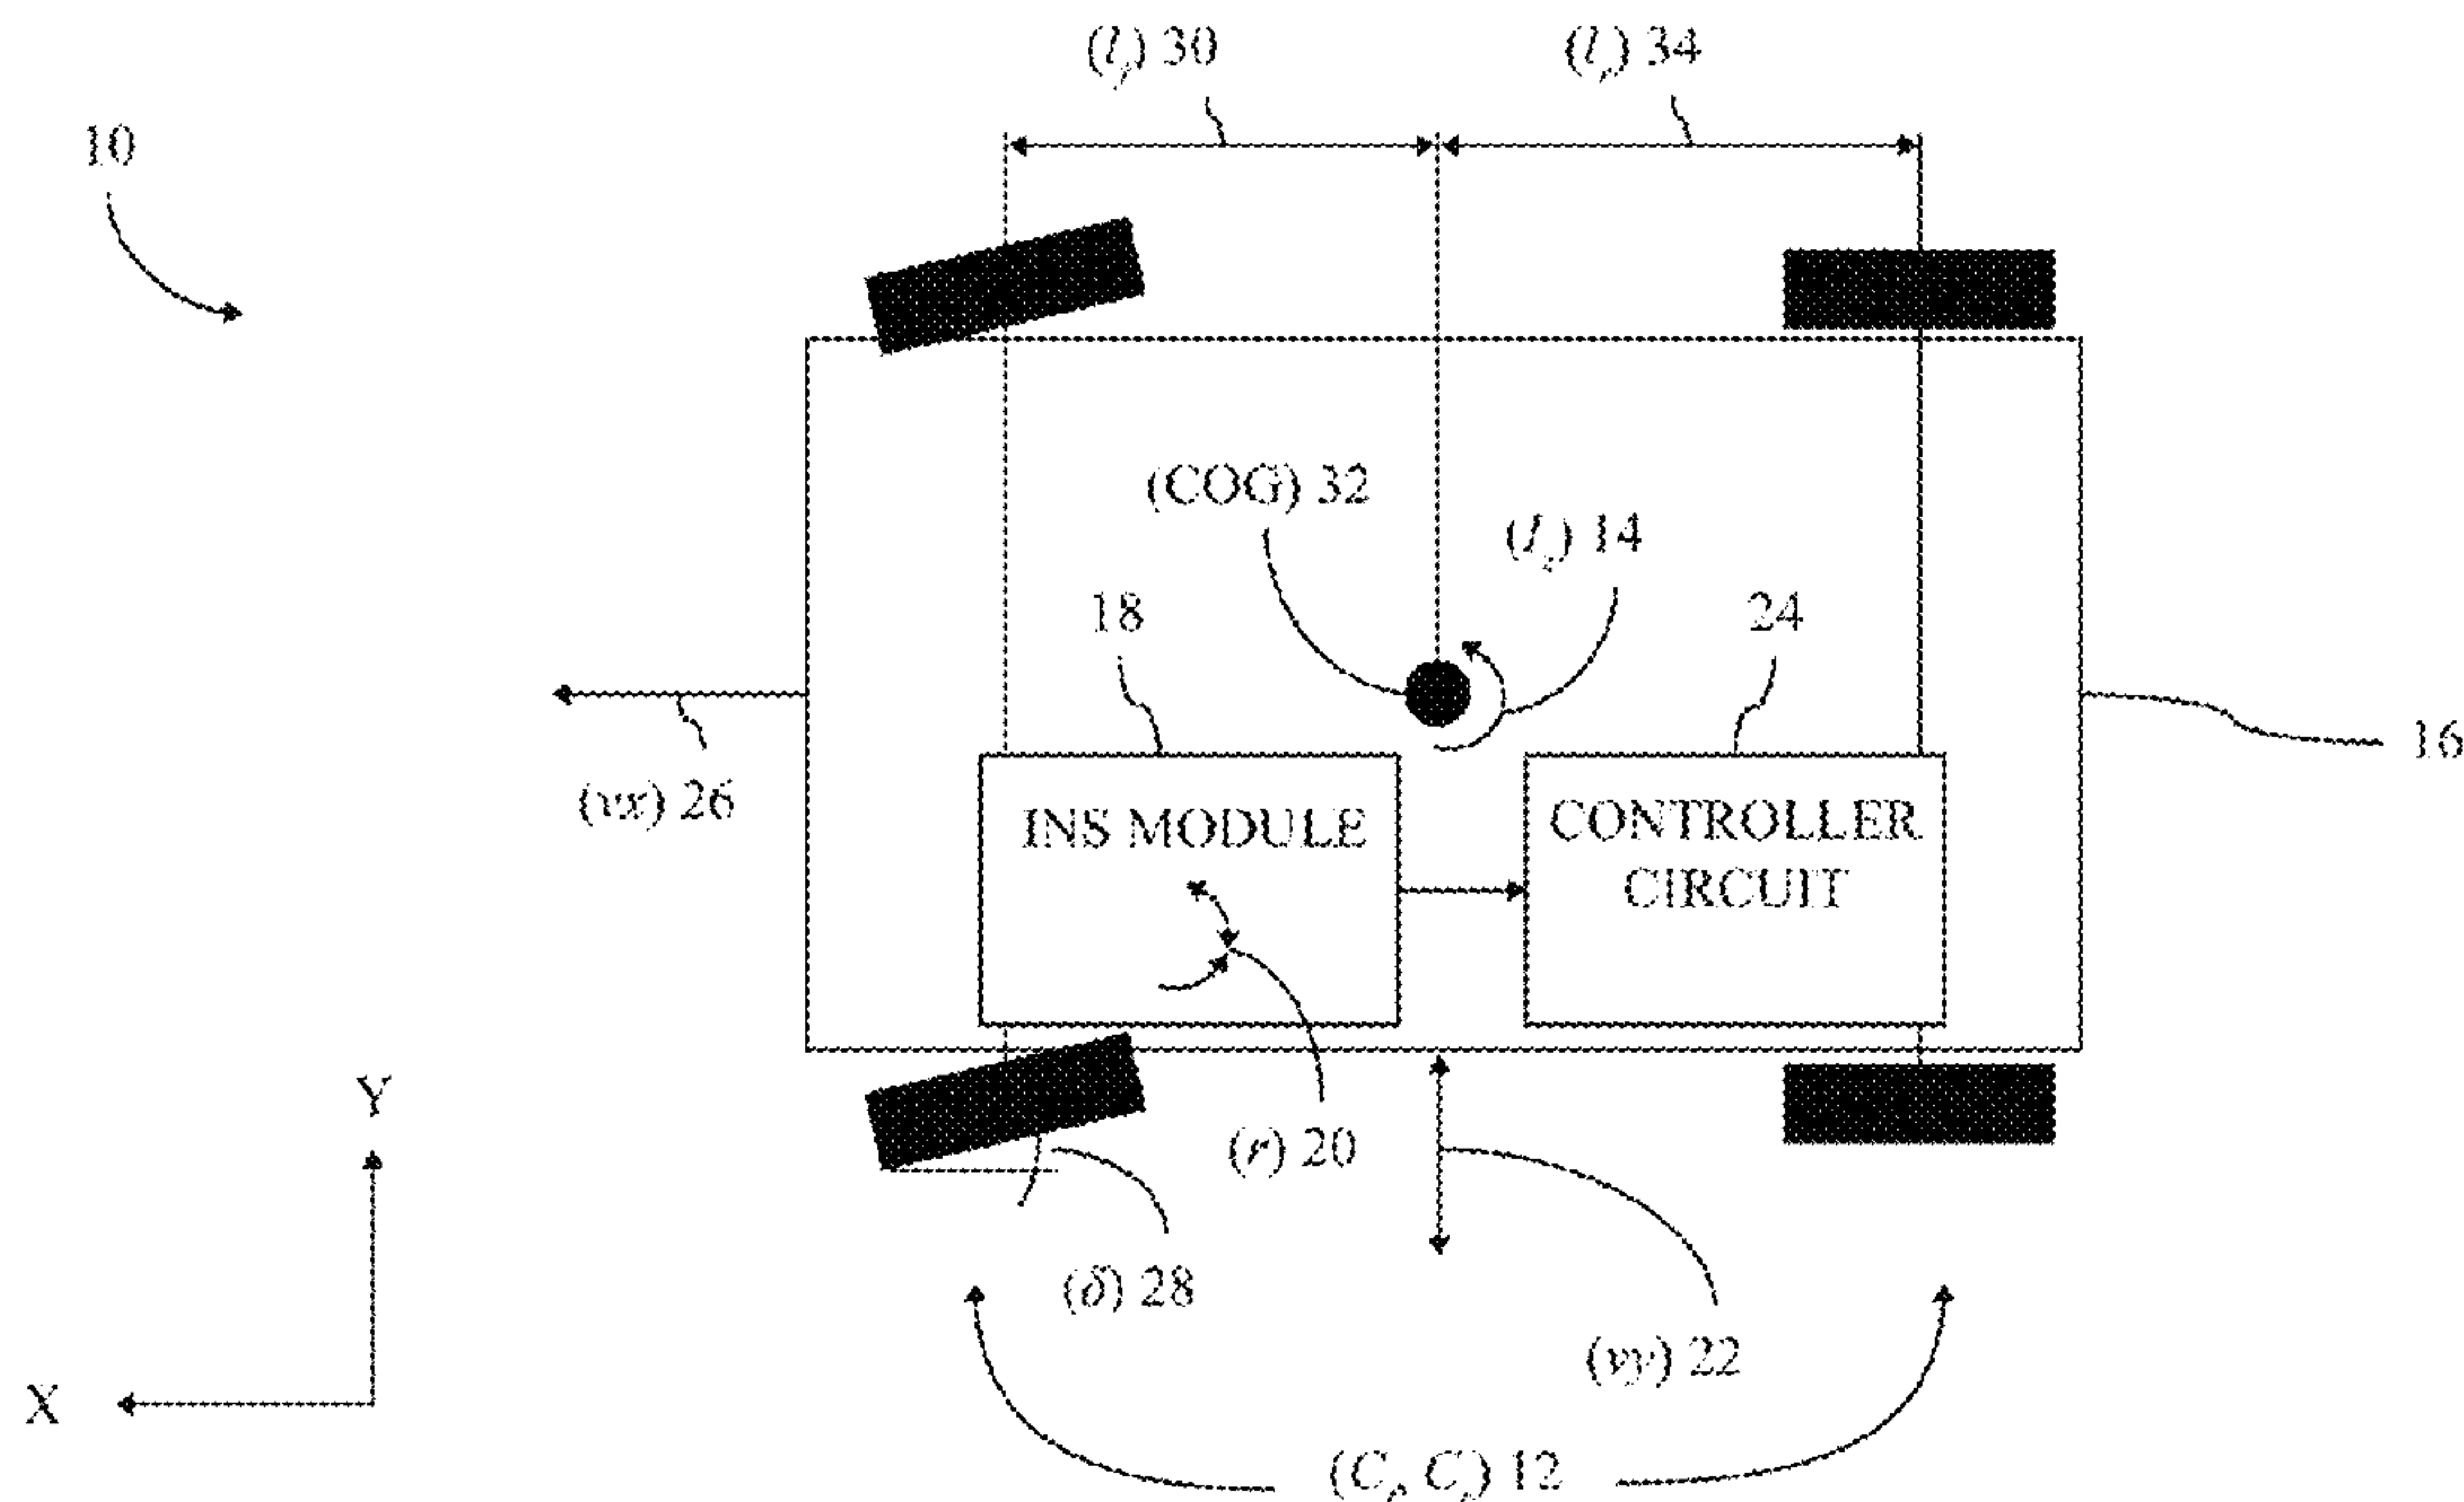 (l_f) 30
(l_r) 34
10
(COG) 32
(I_z) 14
18
24
16
(vx) 26
INS MODULE
CONTROLLER
CIRCUIT
Y
(r) 20
(δ) 28
(vy) 22
X
(C_f, C_r) 12